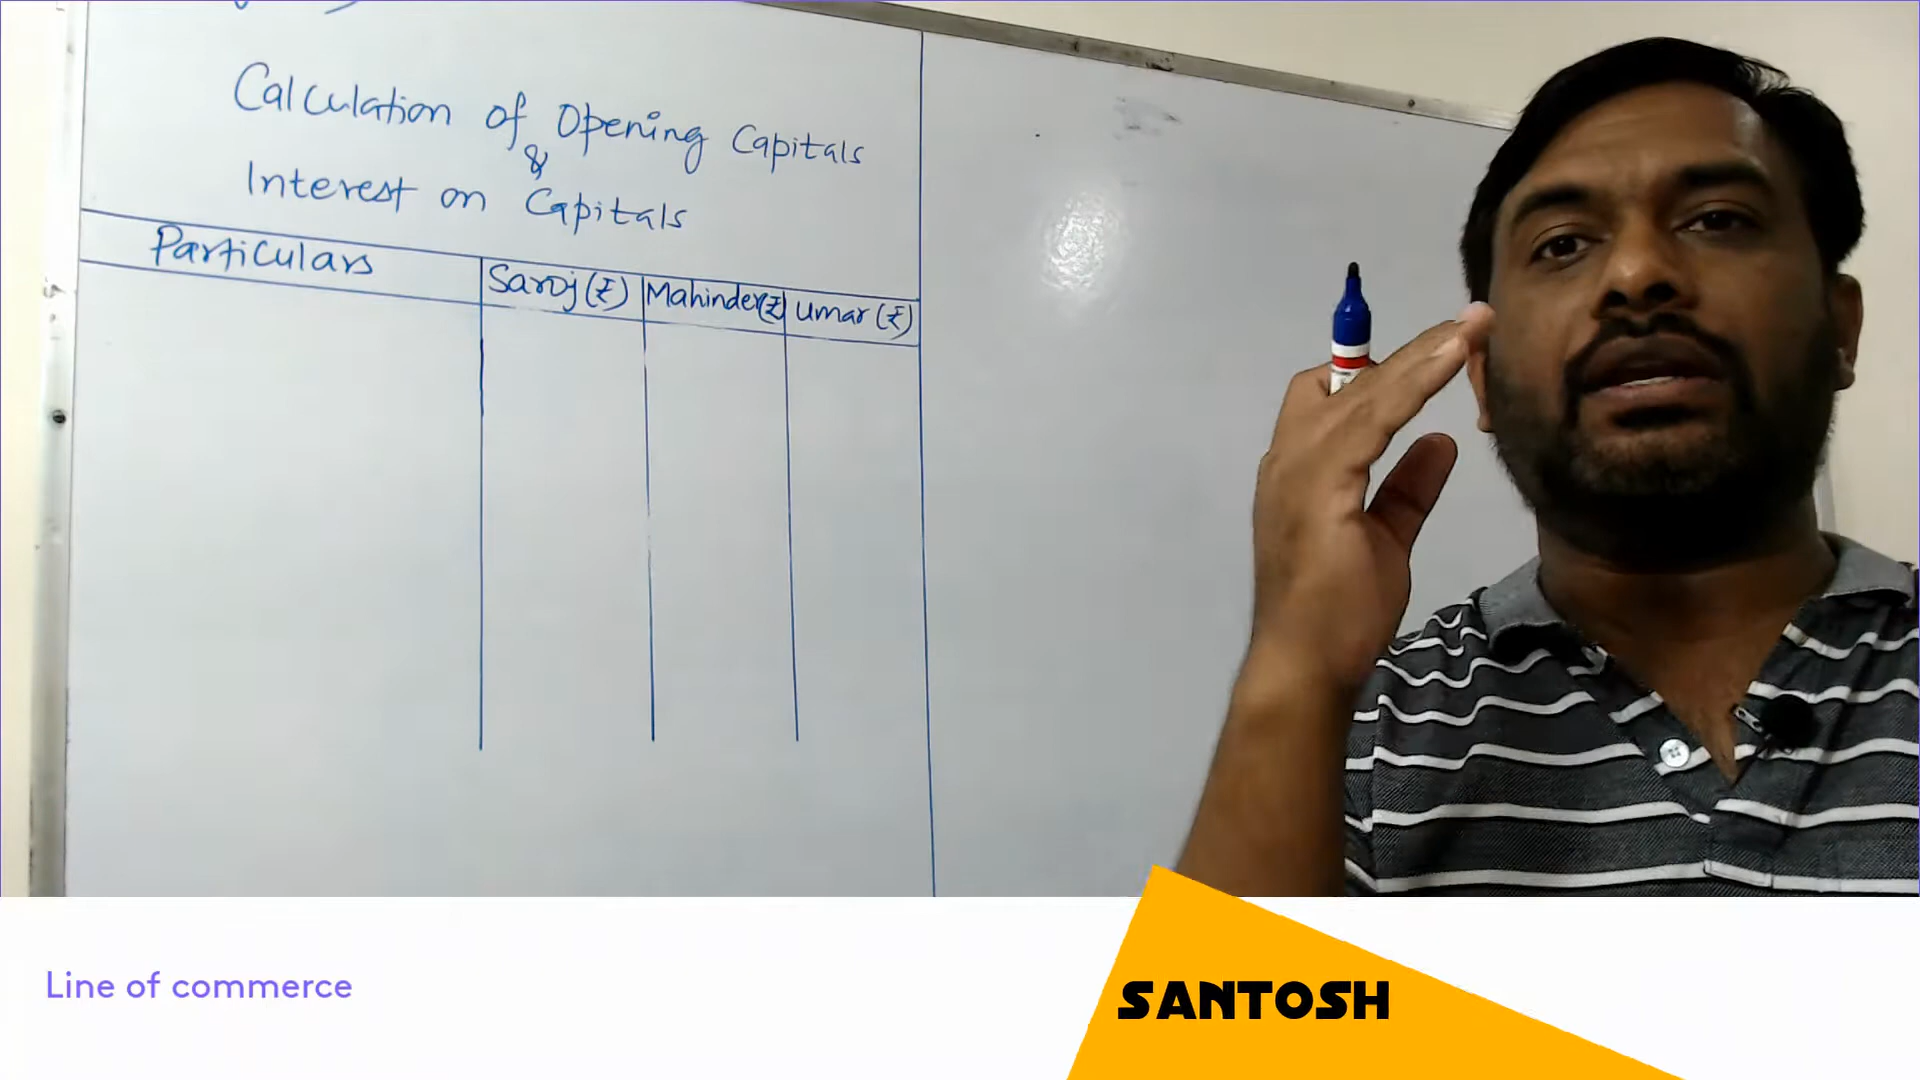 Calculation of Opening Capitals
&
Interest on Capitals
Particulars Saroj (₹) Mahinder(₹) Umar (₹)
Line of commerce
SANTOSH